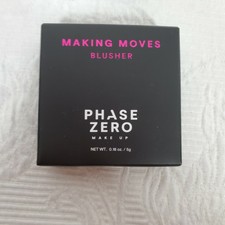 MAKING MOVES
BLUSHER
PHASE
ZERO
MAKE UP
NET WT. 0.18 oz. / 5g